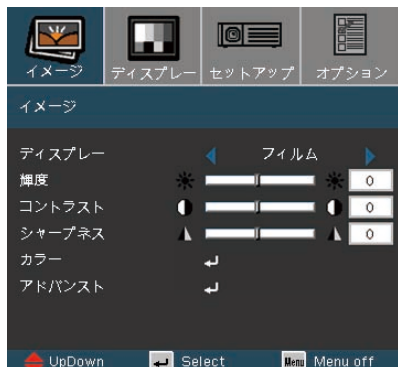 イメージ ディスプレー セットアップ オプション
イメージ
ディスプレー フィルム
輝度 0
コントラスト 0
シャープネス 0
カラー
アドバンスト
UpDown Select Menu Menu off